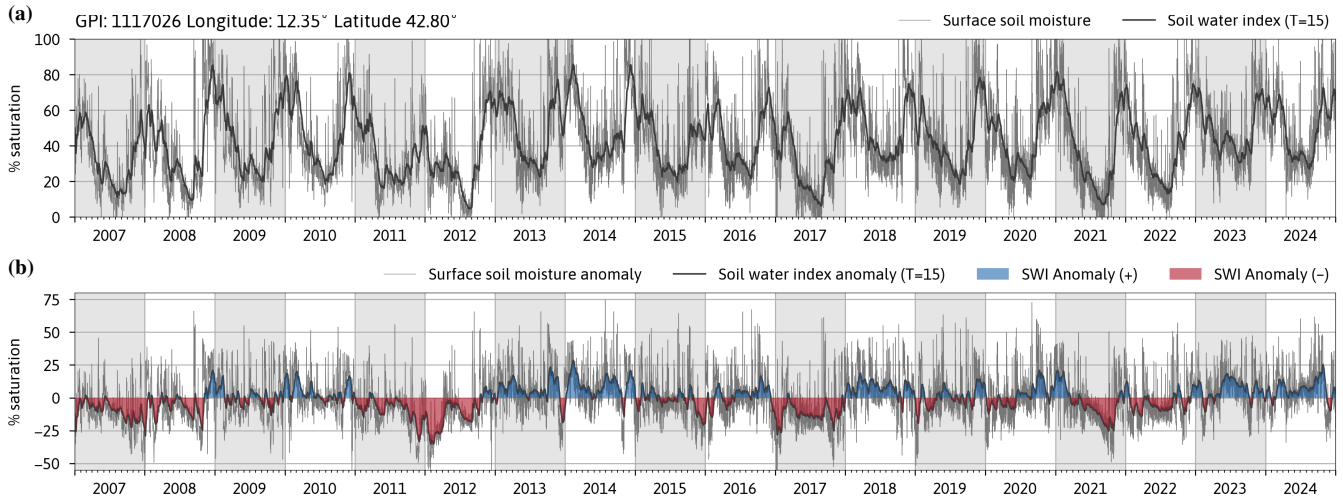 (a)
GPI: 1117026 Longitude: 12.35° Latitude 42.80°
Surface soil moisture
Soil water index (T=15)
100
80
60
40
20
0
% saturation
2007 2008 2009 2010 2011 2012 2013 2014 2015 2016 2017 2018 2019 2020 2021 2022 2023 2024
(b)
Surface soil moisture anomaly
Soil water index anomaly (T=15)
SWI Anomaly (+)
SWI Anomaly (−)
75
50
25
0
−25
−50
% saturation
2007 2008 2009 2010 2011 2012 2013 2014 2015 2016 2017 2018 2019 2020 2021 2022 2023 2024